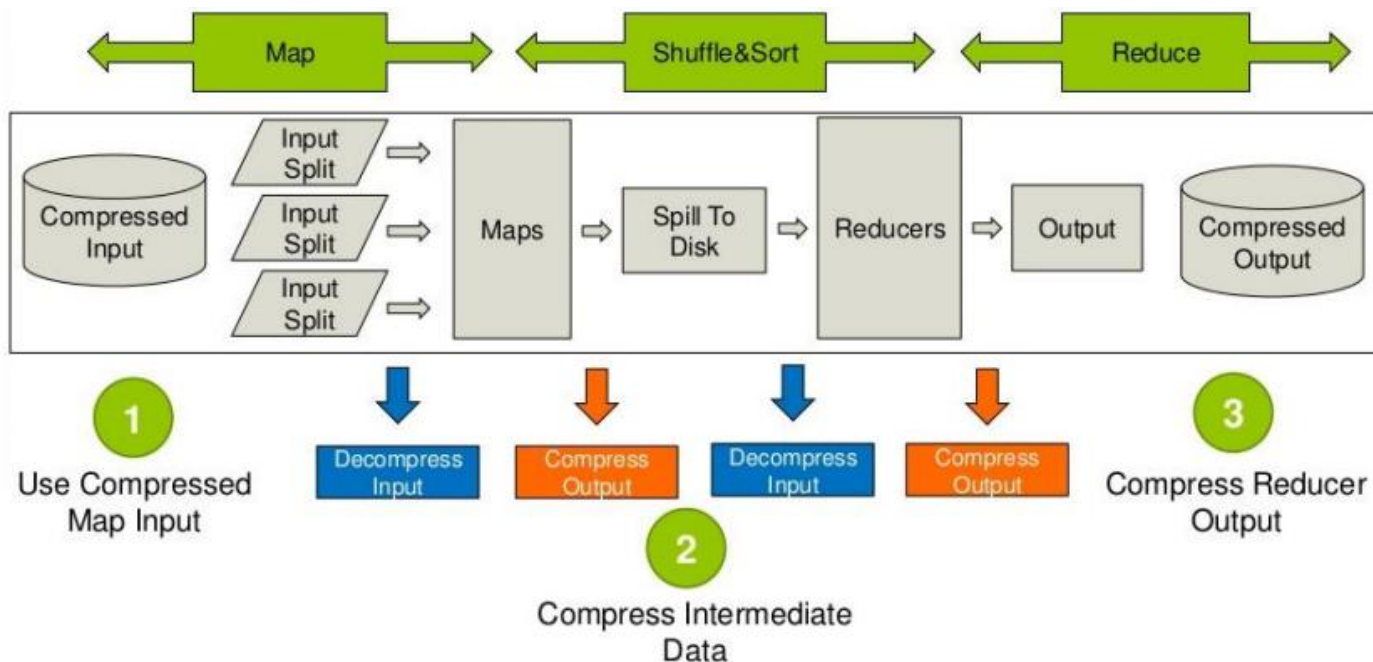 Map
Shuffle&Sort
Reduce
Compressed
Input
Input
Split
Input
Split
Input
Split
Maps
Spill To
Disk
Reducers
Output
Compressed
Output
1
Use Compressed
Map Input
Decompress
Input
Compress
Output
Decompress
Input
Compress
Output
2
Compress Intermediate
Data
3
Compress Reducer
Output